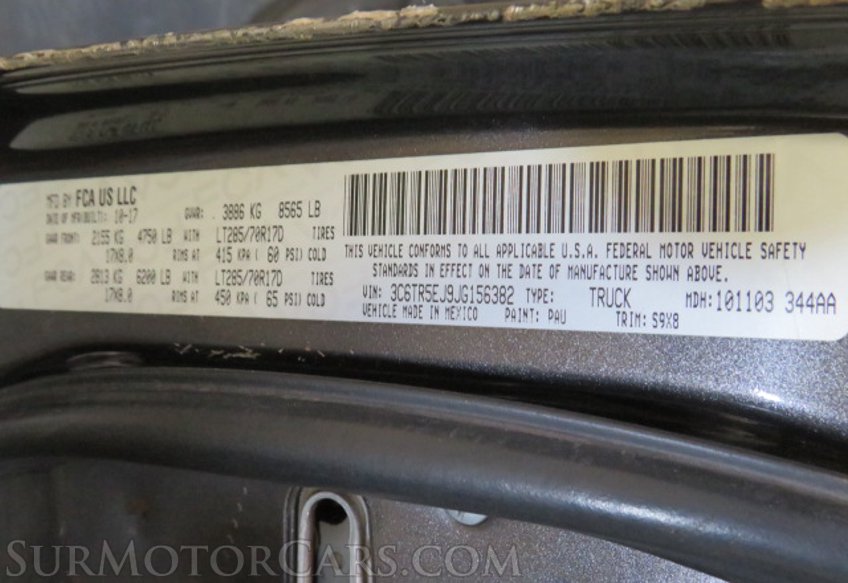 MFD BY FCA US LLC
DATE OF MFR(BUILT): 10-17 GVWR: 3886 KG 8565 LB
GAWR FRONT: 2155 KG 4750 LB WITH LT285/70R17D TIRES
17X8.0 RIMS AT 415 KPA ( 60 PSI) COLD
GAWR REAR: 2813 KG 6200 LB WITH LT285/70R17D TIRES
17X8.0 RIMS AT 450 KPA ( 65 PSI) COLD
THIS VEHICLE CONFORMS TO ALL APPLICABLE U.S.A. FEDERAL MOTOR VEHICLE SAFETY
STANDARDS IN EFFECT ON THE DATE OF MANUFACTURE SHOWN ABOVE.
VIN: 3C6TR5EJ9JG156382 TYPE: TRUCK MDH:101103 344AA
VEHICLE MADE IN MEXICO PAINT: PAU TRIM: S9X8
SurMotorCars.com